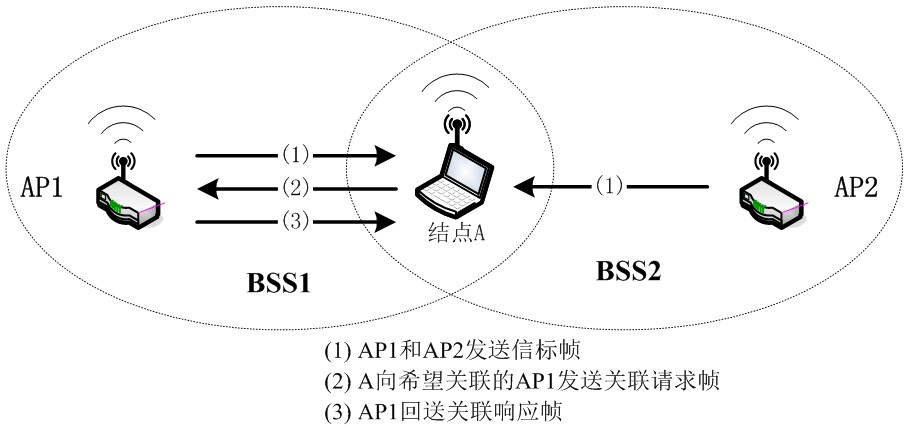 (1)
AP1
(2)
(1)
AP2
(3)
结点A
BSS1
BSS2
(1) AP1和AP2发送信标帧
(2) A向希望关联的AP1发送关联请求帧
(3) AP1回送关联响应帧